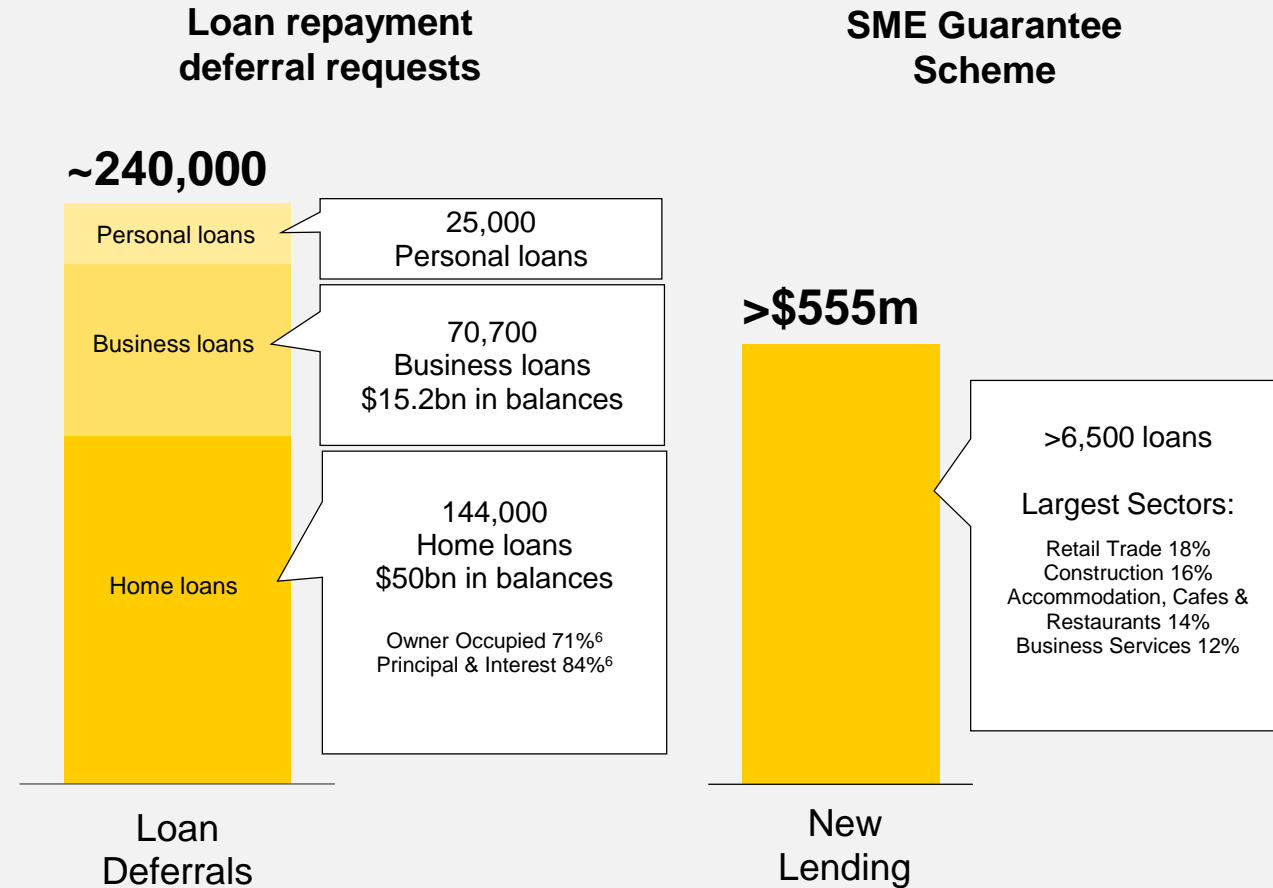 Loan repayment
deferral requests
~240,000
Personal loans
25,000
Personal loans
Business loans
70,700
Business loans
$15.2bn in balances
Home loans
144,000
Home loans
$50bn in balances
Owner Occupied 71%⁶
Principal & Interest 84%⁶
Loan
Deferrals
SME Guarantee
Scheme
>$555m
>6,500 loans
Largest Sectors:
Retail Trade 18%
Construction 16%
Accommodation, Cafes &
Restaurants 14%
Business Services 12%
New
Lending